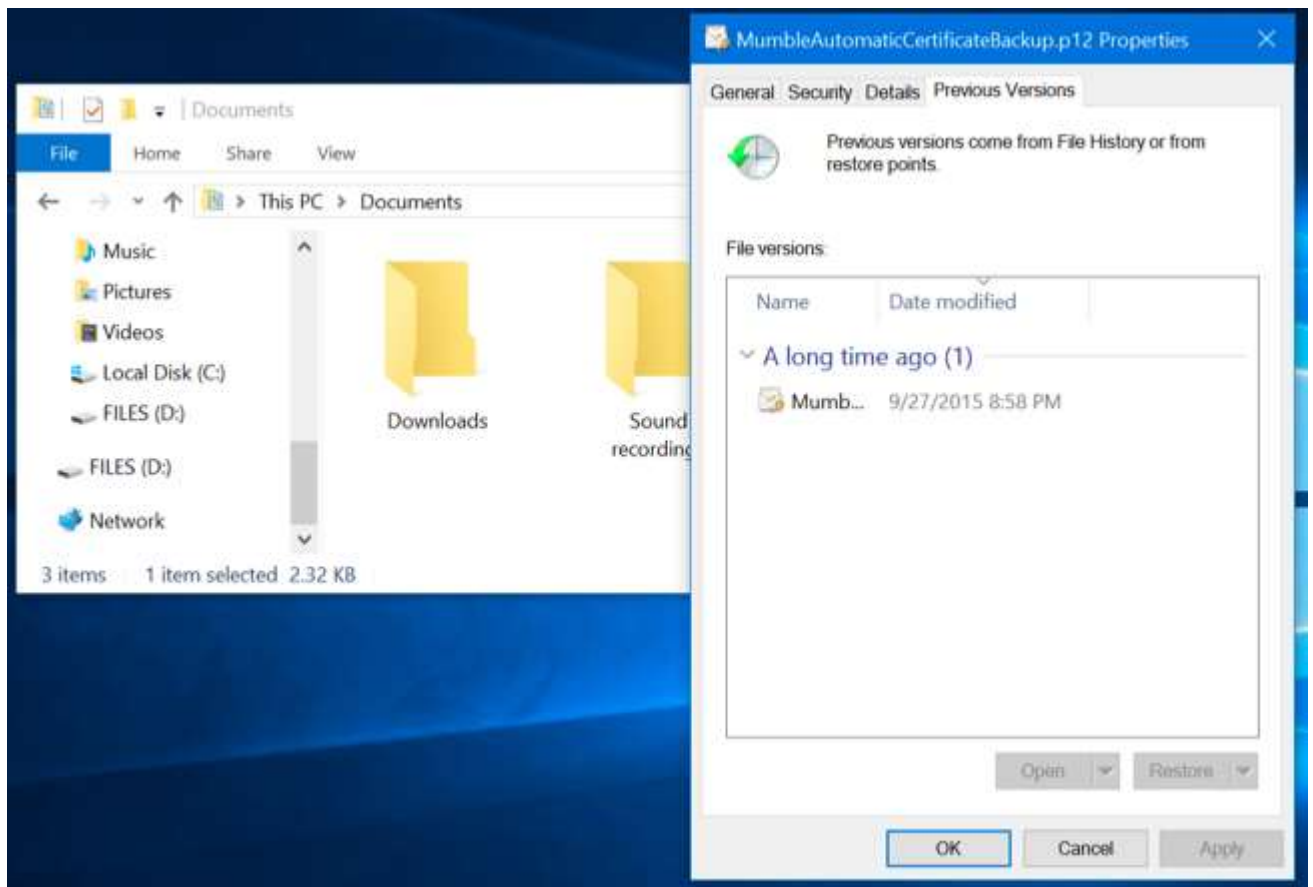 Documents
File Home Share View
This PC > Documents
Music
Pictures
Videos
Local Disk (C:)
FILES (D:)
FILES (D:)
Network
Downloads
Sound
recording
3 items 1 item selected 2.32 KB
MumbleAutomaticCertificateBackup.p12 Properties
General Security Details Previous Versions
Previous versions come from File History or from
restore points.
File versions:
Name Date modified
A long time ago (1)
Mumb... 9/27/2015 8:58 PM
Open Restore
OK Cancel Apply